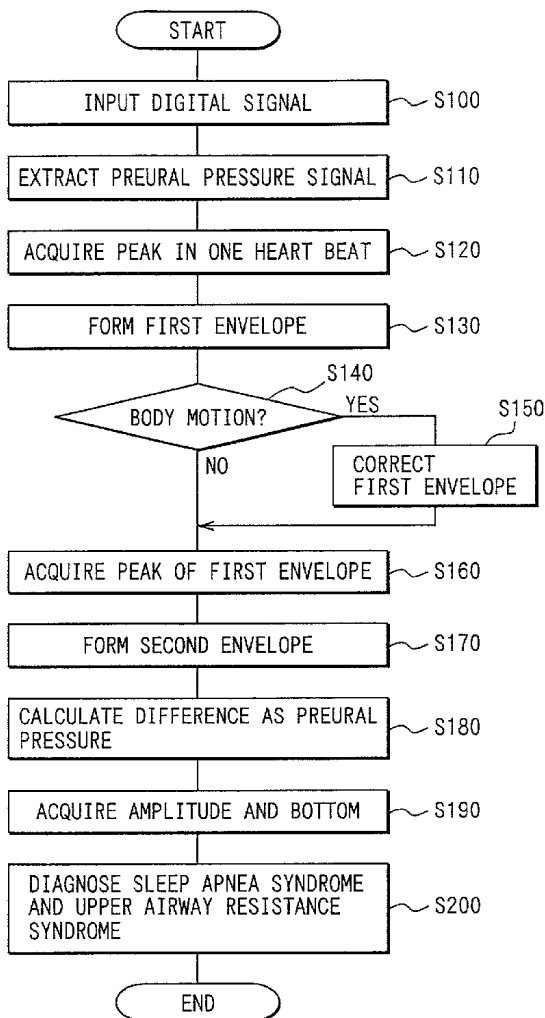 START
INPUT DIGITAL SIGNAL
S100
EXTRACT PREURAL PRESSURE SIGNAL
S110
ACQUIRE PEAK IN ONE HEART BEAT
S120
FORM FIRST ENVELOPE
S130
S140
BODY MOTION?
YES
S150
NO
CORRECT
FIRST ENVELOPE
ACQUIRE PEAK OF FIRST ENVELOPE
S160
FORM SECOND ENVELOPE
S170
CALCULATE DIFFERENCE AS PREURAL
PRESSURE
S180
ACQUIRE AMPLITUDE AND BOTTOM
S190
DIAGNOSE SLEEP APNEA SYNDROME
AND UPPER AIRWAY RESISTANCE
SYNDROME
S200
END